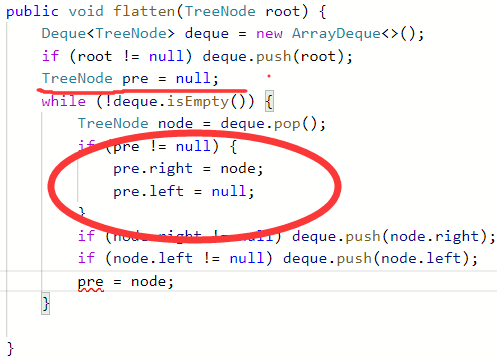 public void flatten(TreeNode root) {
Deque<TreeNode> deque = new ArrayDeque<>();
if (root != null) deque.push(root);
TreeNode pre = null;
while (!deque.isEmpty()) {
TreeNode node = deque.pop();
if (pre != null) {
pre.right = node;
pre.left = null;
}
if (node.right != null) deque.push(node.right);
if (node.left != null) deque.push(node.left);
pre = node;
}
}